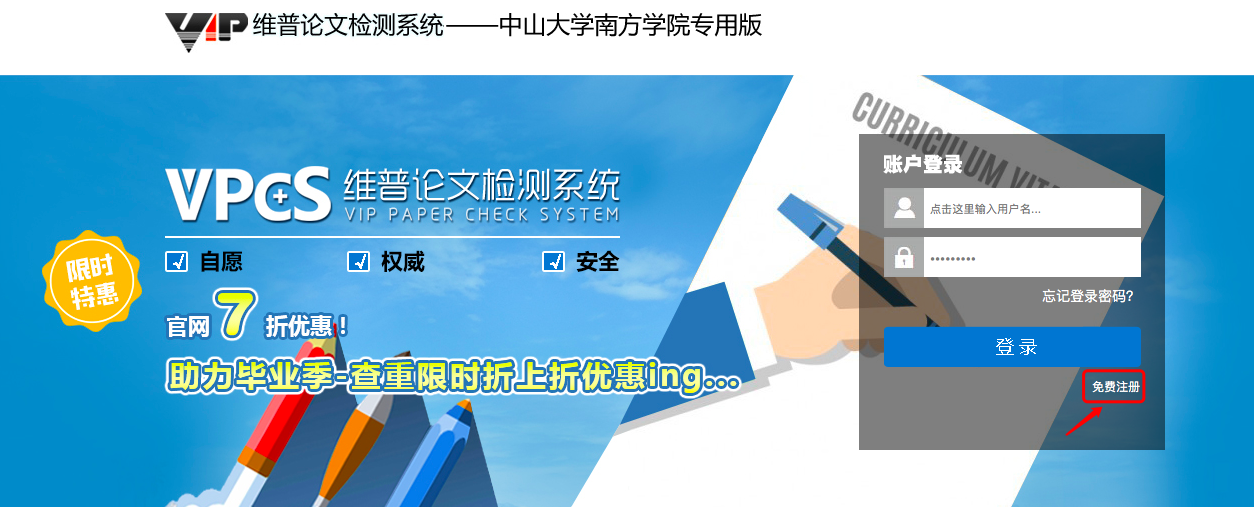 VIP 维普论文检测系统——中山大学南方学院专用版
CURRICULUM VITA
账户登录
VPCS 维普论文检测系统
VIP PAPER CHECK SYSTEM
点击这里输入用户名...
自愿 权威 安全
限时
特惠
忘记登录密码?
官网7折优惠！
登 录
助力毕业季-查重限时折上折优惠ing...
免费注册